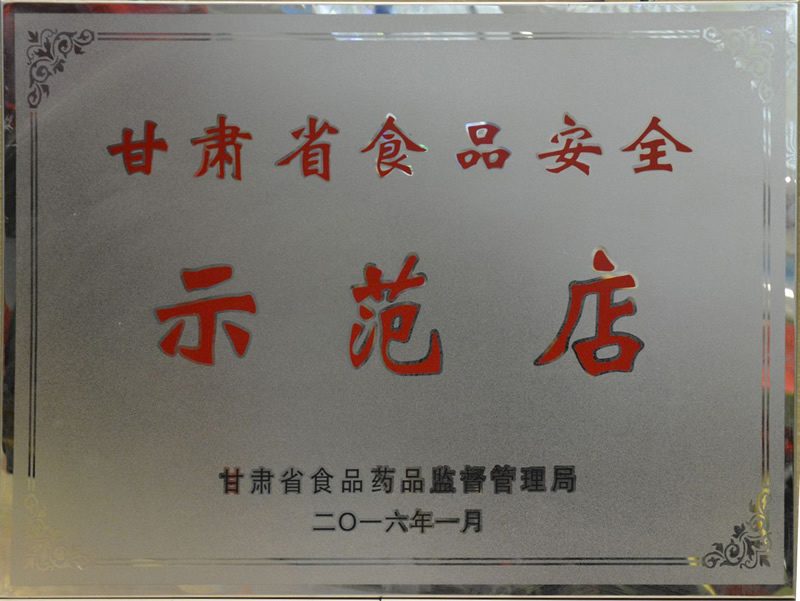 甘肃省食品安全
示范店
甘肃省食品药品监督管理局
二〇一六年一月